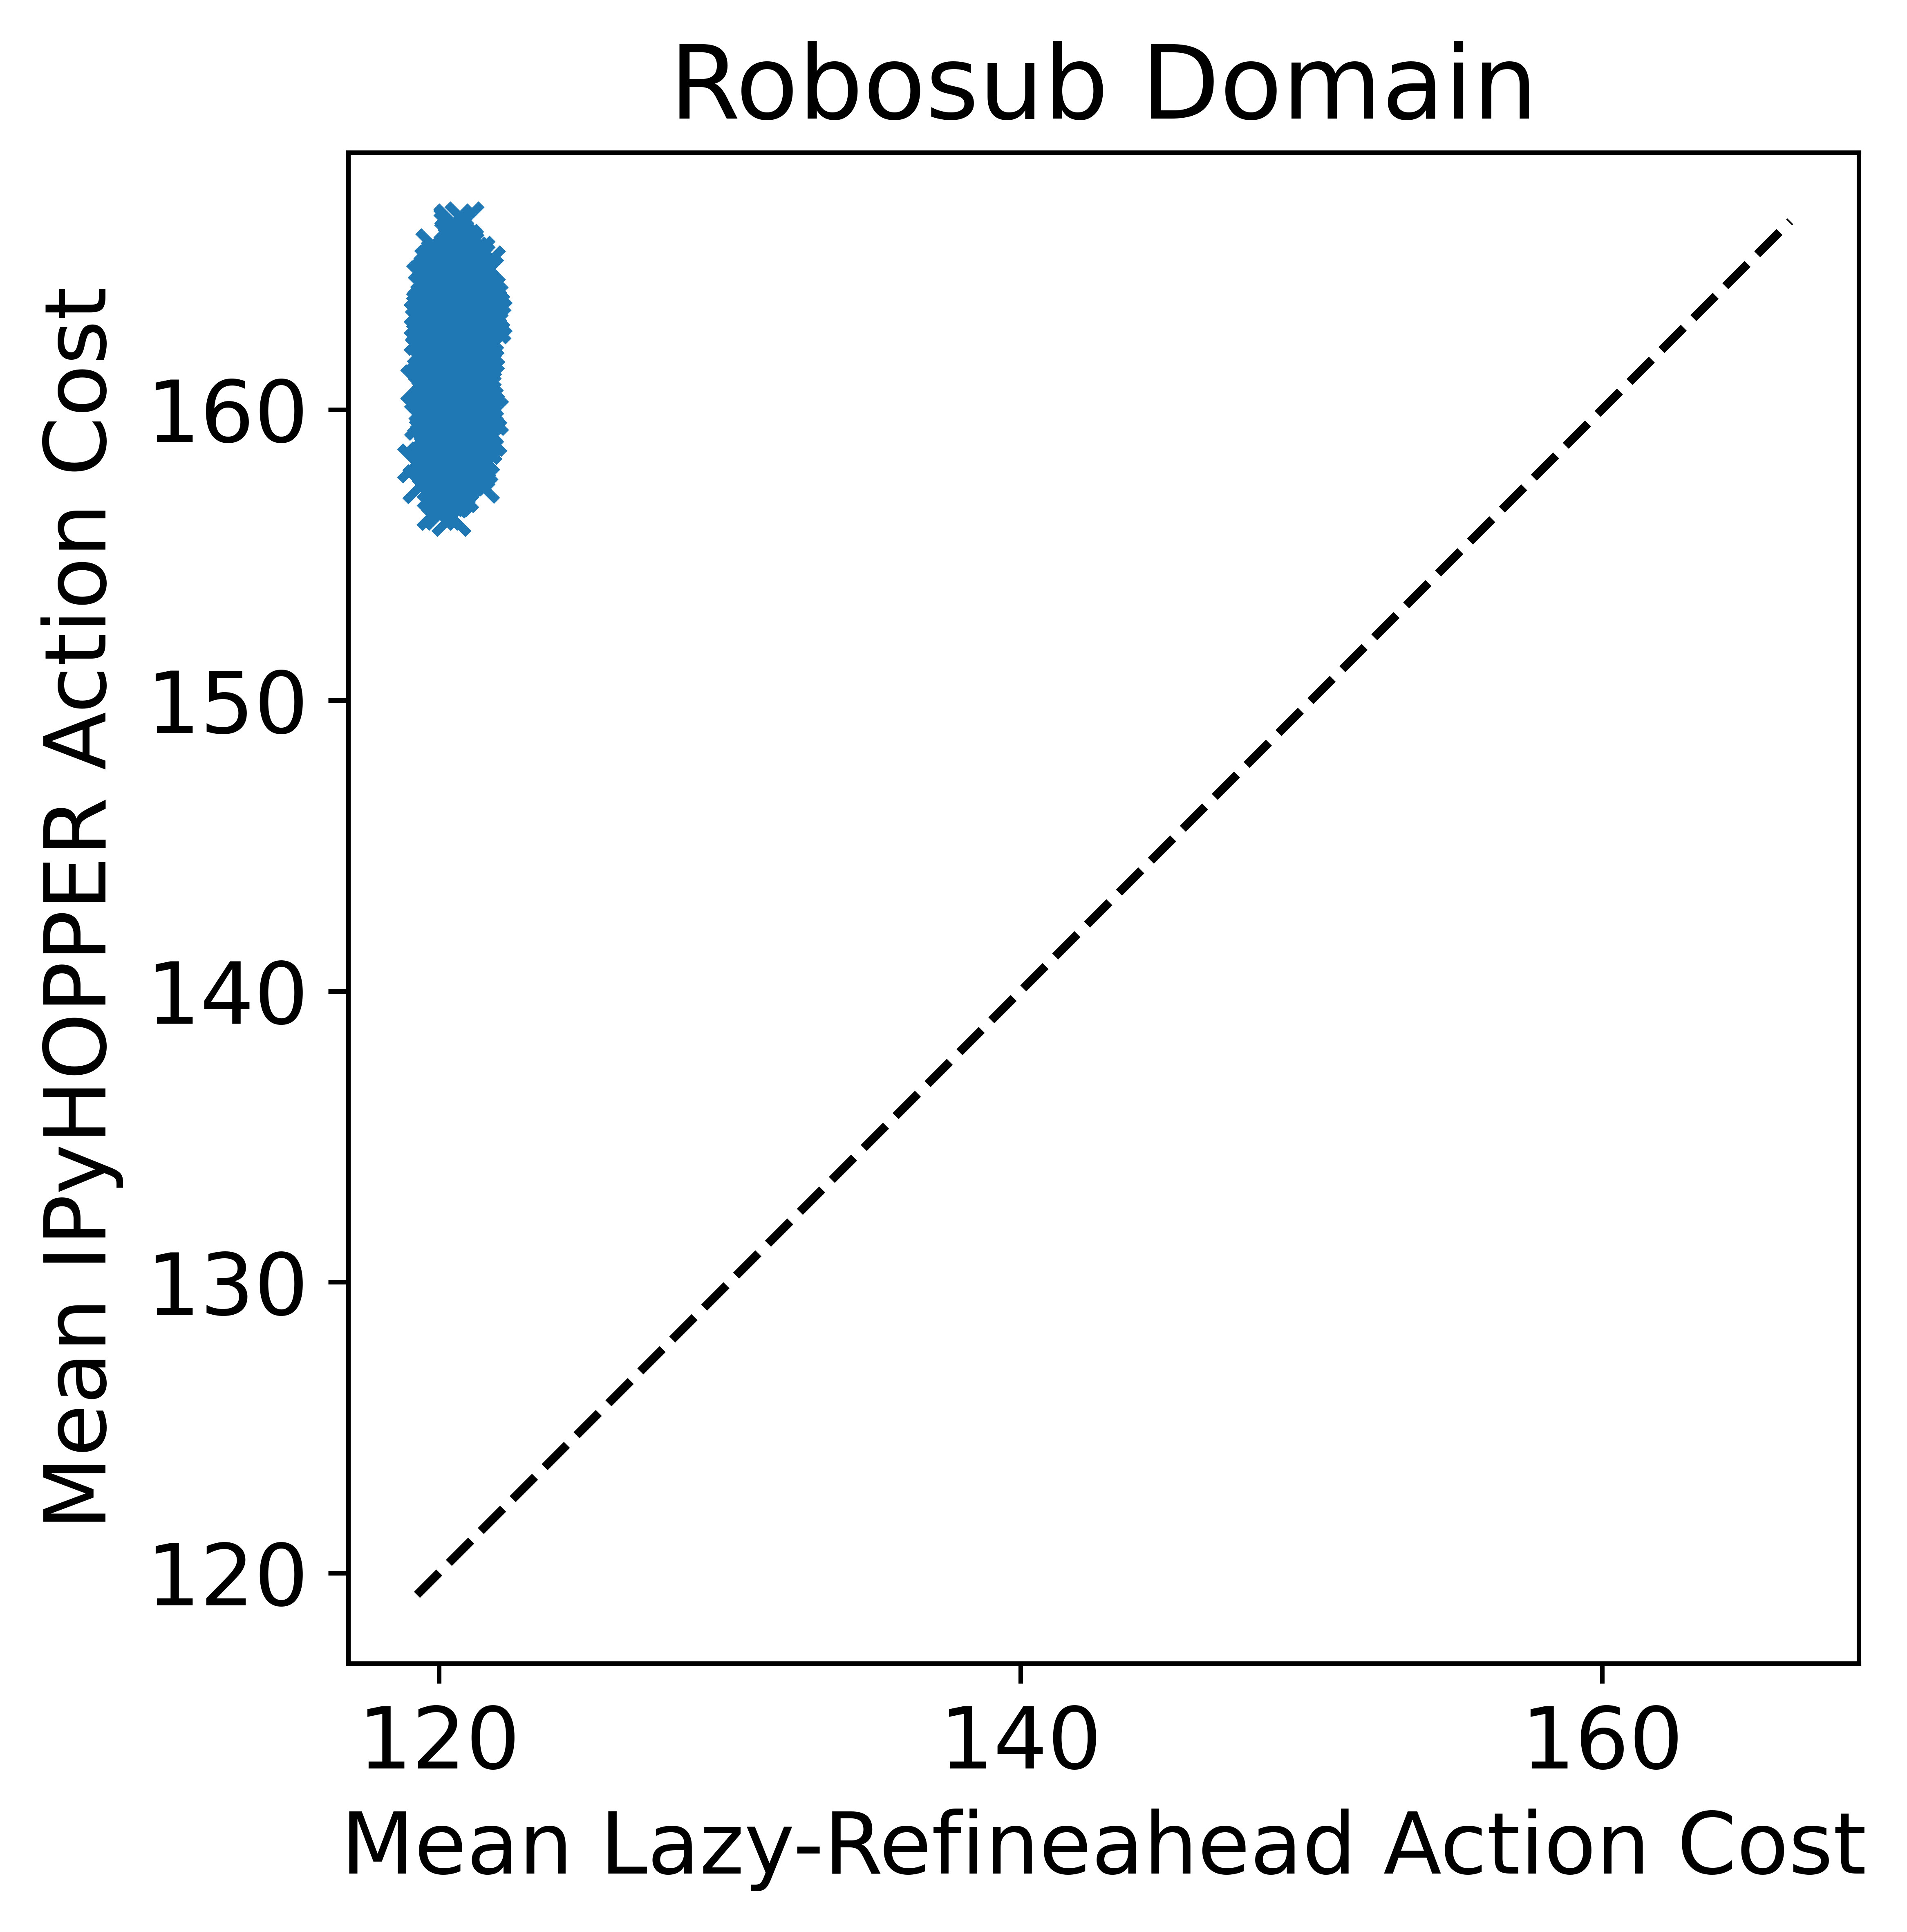 Robosub Domain
Mean IPyHOPPER Action Cost
160
150
140
130
120
120
140
160
Mean Lazy-Refineahead Action Cost